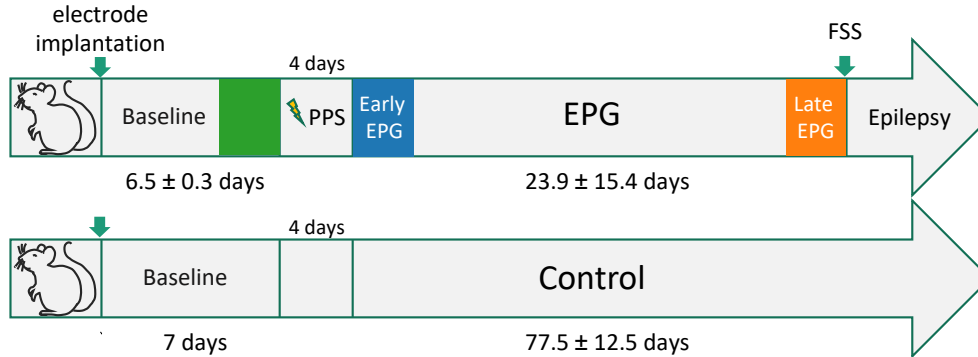 electrode
implantation
FSS
4 days
Baseline
PPS
Early
EPG
EPG
Late
EPG
Epilepsy
6.5 ± 0.3 days
23.9 ± 15.4 days
4 days
Baseline
Control
7 days
77.5 ± 12.5 days